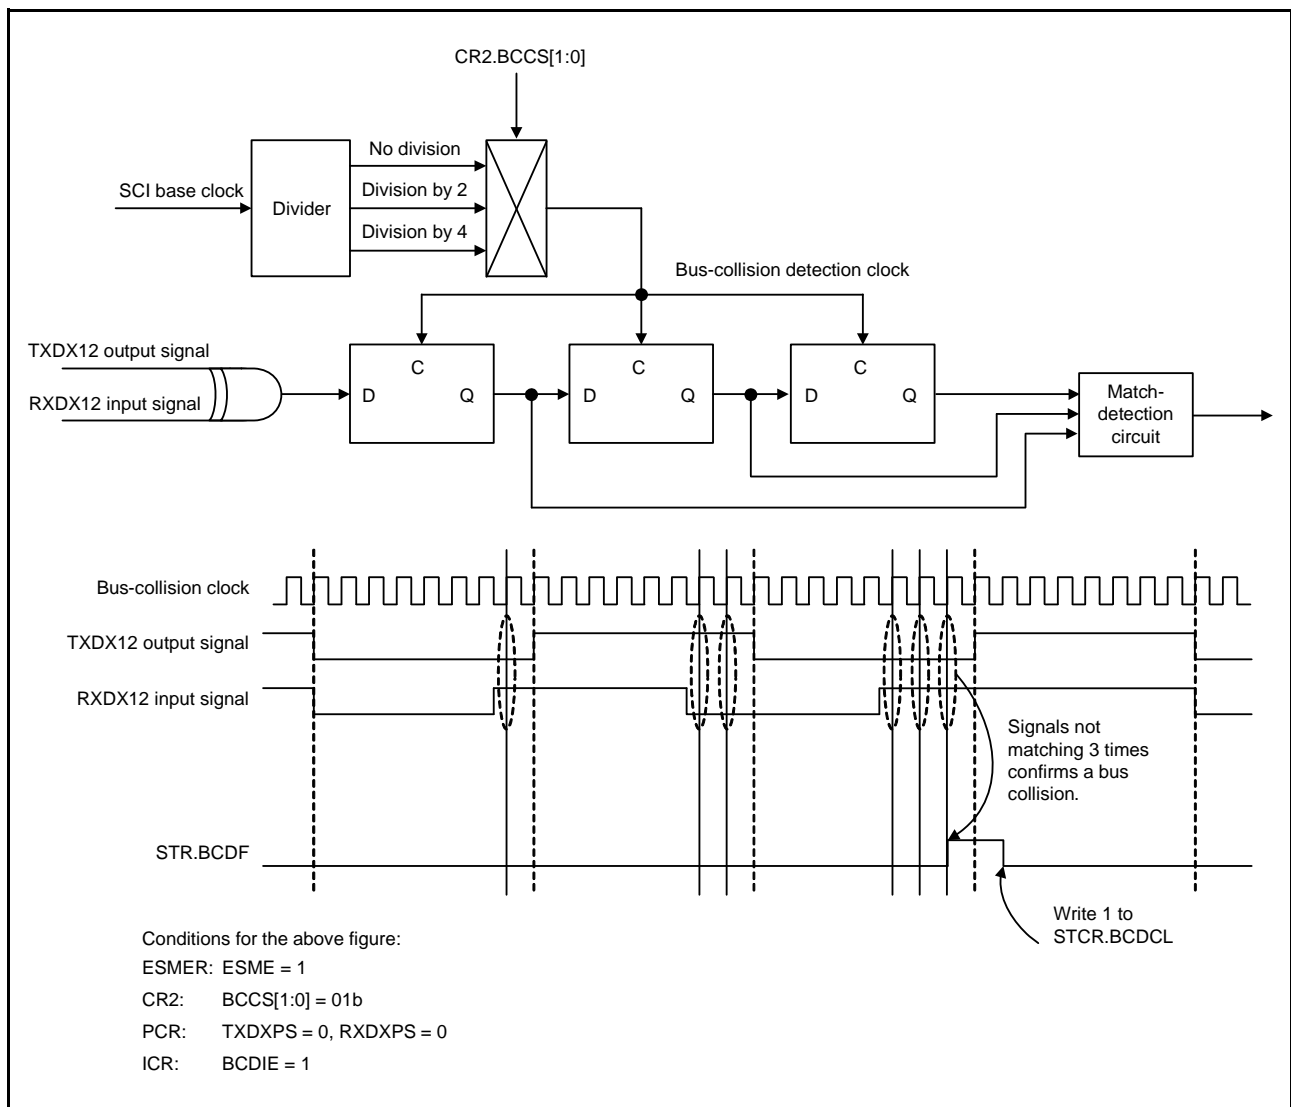 CR2.BCCS[1:0]
No division
SCI base clock
Divider
Division by 2
Division by 4
Bus-collision detection clock
TXDX12 output signal
RXDX12 input signal
C
D
Q
C
D
Q
C
D
Q
Match-
detection
circuit
Bus-collision clock
TXDX12 output signal
RXDX12 input signal
Signals not
matching 3 times
confirms a bus
collision.
STR.BCDF
Write 1 to
STCR.BCDCL
Conditions for the above figure:
ESMER: ESME = 1
CR2: BCCS[1:0] = 01b
PCR: TXDXPS = 0, RXDXPS = 0
ICR: BCDIE = 1